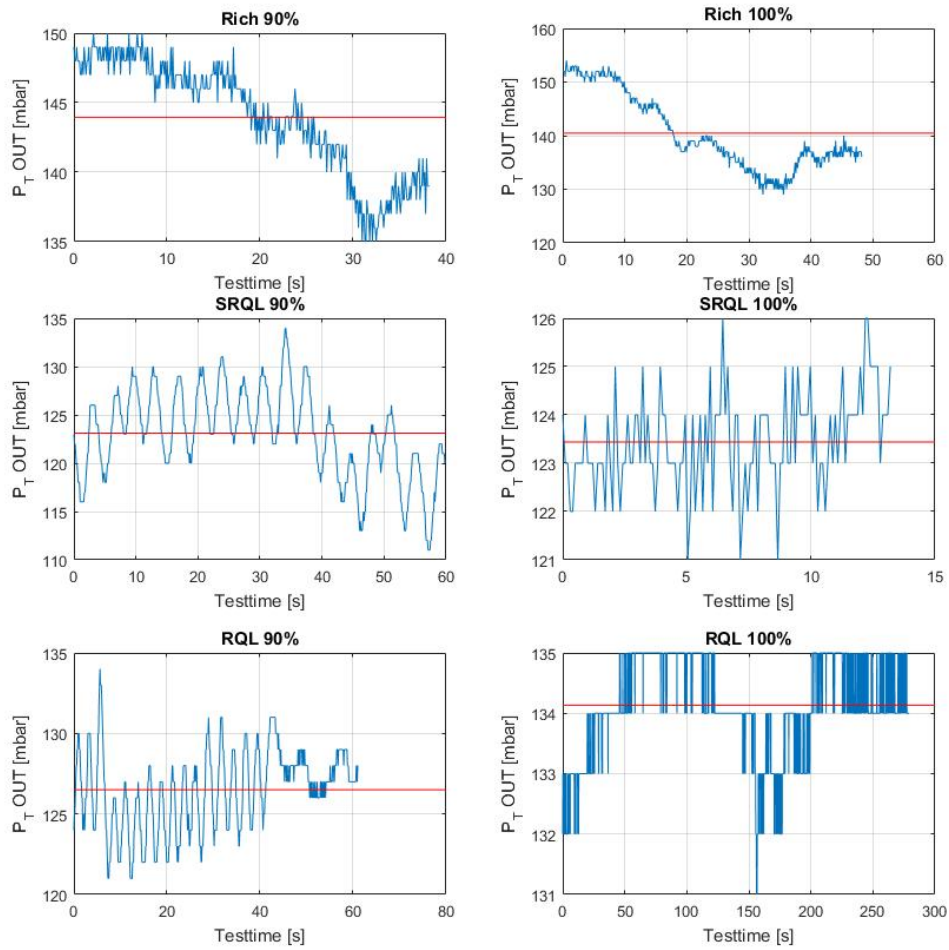 Rich 90%
150
145
140
135
P_T OUT [mbar]
0 10 20 30 40
Testtime [s]
Rich 100%
160
150
140
130
120
P_T OUT [mbar]
0 10 20 30 40 50 60
Testtime [s]
SRQL 90%
135
130
125
120
115
110
P_T OUT [mbar]
0 10 20 30 40 50 60
Testtime [s]
SRQL 100%
126
125
124
123
122
121
P_T OUT [mbar]
0 5 10 15
Testtime [s]
RQL 90%
135
130
125
120
P_T OUT [mbar]
0 20 40 60 80
Testtime [s]
RQL 100%
135
134
133
132
131
P_T OUT [mbar]
0 50 100 150 200 250 300
Testtime [s]